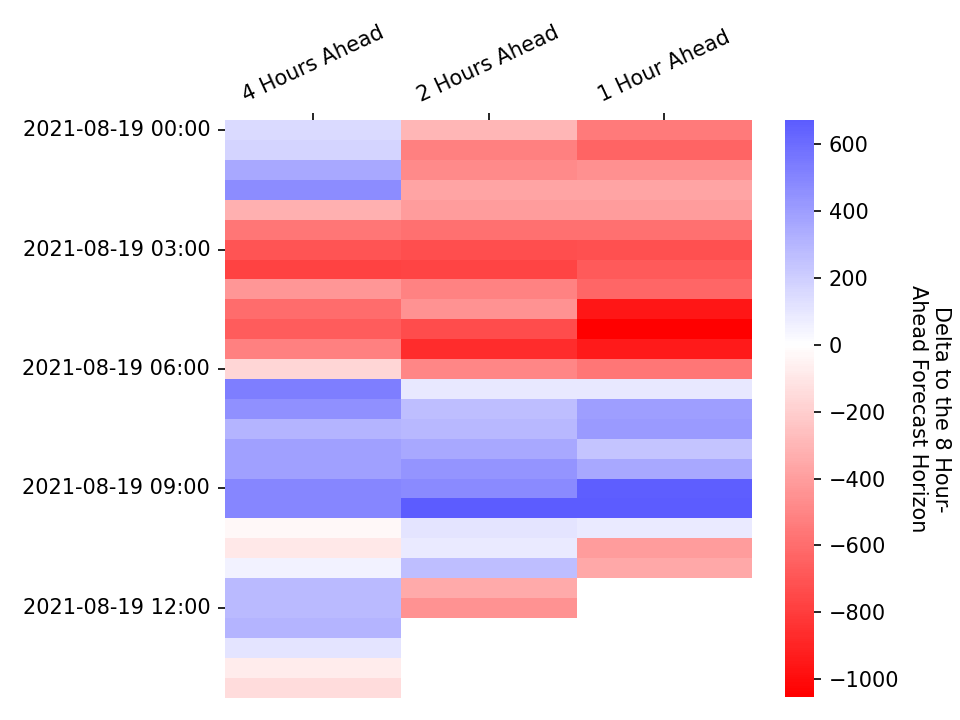 4 Hours Ahead
2 Hours Ahead
1 Hour Ahead
2021-08-19 00:00
2021-08-19 03:00
2021-08-19 06:00
2021-08-19 09:00
2021-08-19 12:00
600
400
200
0
−200
−400
−600
−800
−1000
Delta to the 8 Hour-
Ahead Forecast Horizon